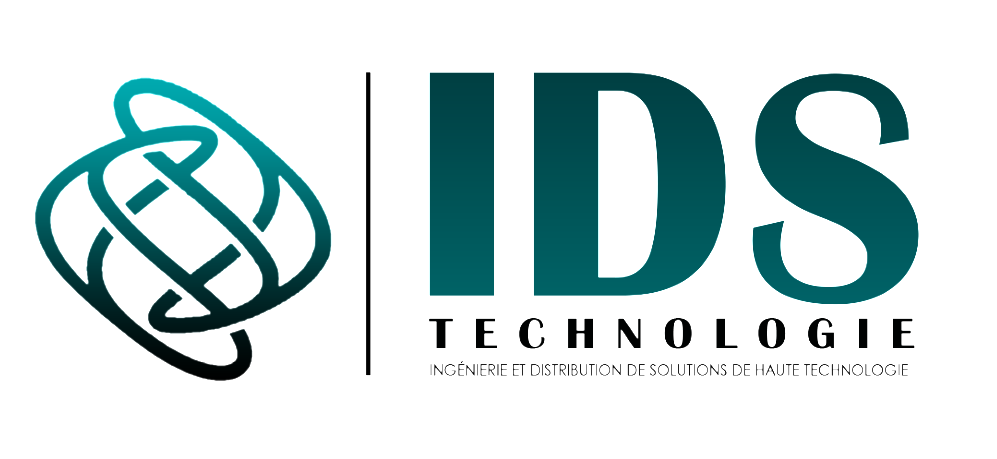 IDS
TECHNOLOGIE
INGÉNIERIE ET DISTRIBUTION DE SOLUTIONS DE HAUTE TECHNOLOGIE